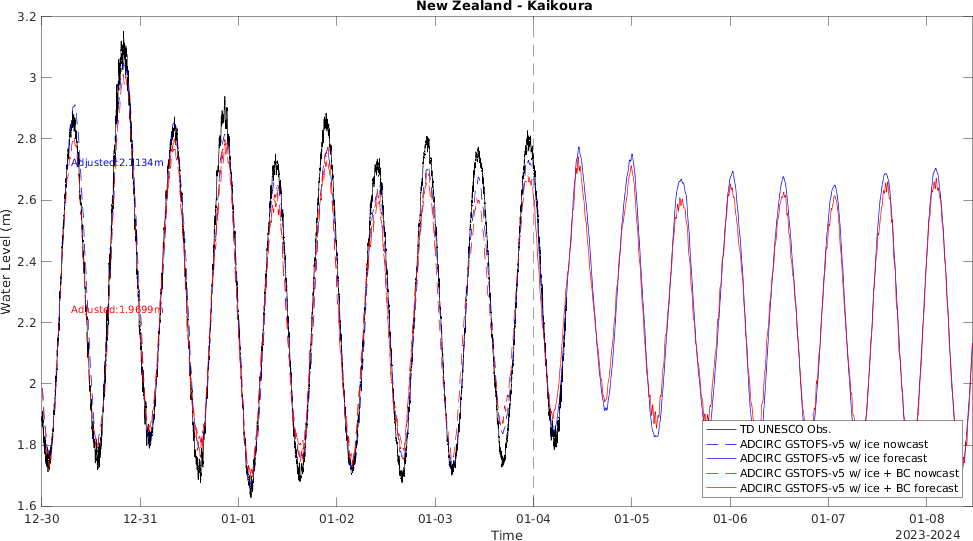 New Zealand - Kaikoura
3.2
3
2.8
2.6
2.4
2.2
2
1.8
1.6
Water Level (m)
Adjusted:2.1134m
Adjusted:1.9699m
TD UNESCO Obs.
ADCIRC GSTOFS-v5 w/ ice nowcast
ADCIRC GSTOFS-v5 w/ ice forecast
ADCIRC GSTOFS-v5 w/ ice + BC nowcast
ADCIRC GSTOFS-v5 w/ ice + BC forecast
12-30 12-31 01-01 01-02 01-03 01-04 01-05 01-06 01-07 01-08
Time
2023-2024